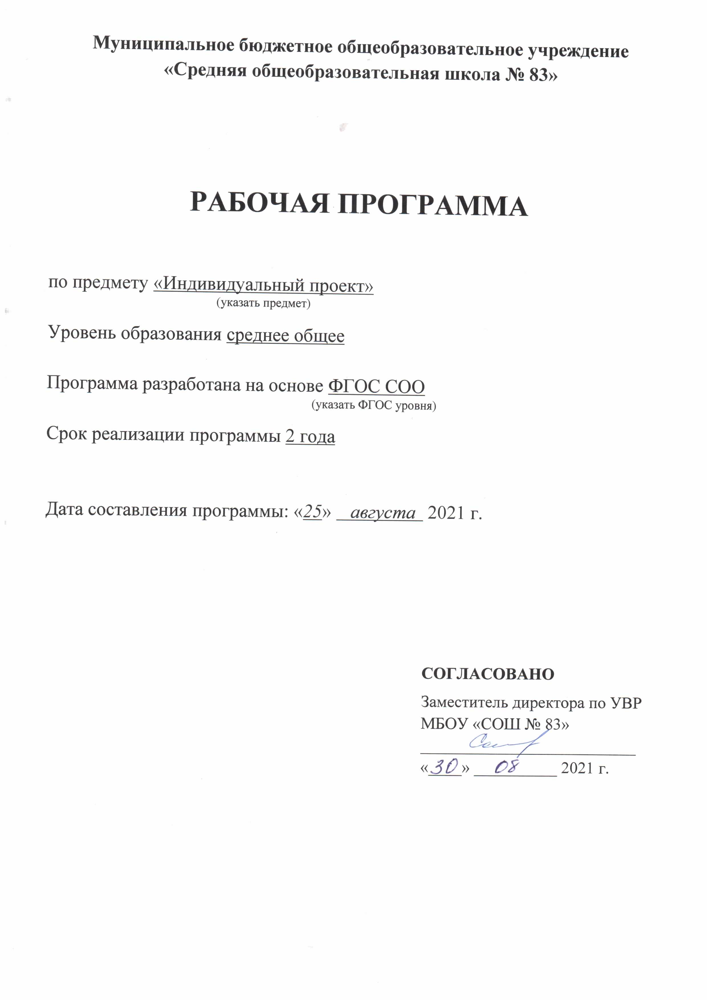 Муниципальное бюджетное общеобразовательное учреждение
«Средняя общеобразовательная школа № 83»
РАБОЧАЯ ПРОГРАММА
по предмету «Индивидуальный проект»
(указать предмет)
Уровень образования среднее общее
Программа разработана на основе ФГОС СОО
(указать ФГОС уровня)
Срок реализации программы 2 года
Дата составления программы: «25» августа 2021 г.
СОГЛАСОВАНО
Заместитель директора по УВР
МБОУ «СОШ № 83»
«30» 08 2021 г.